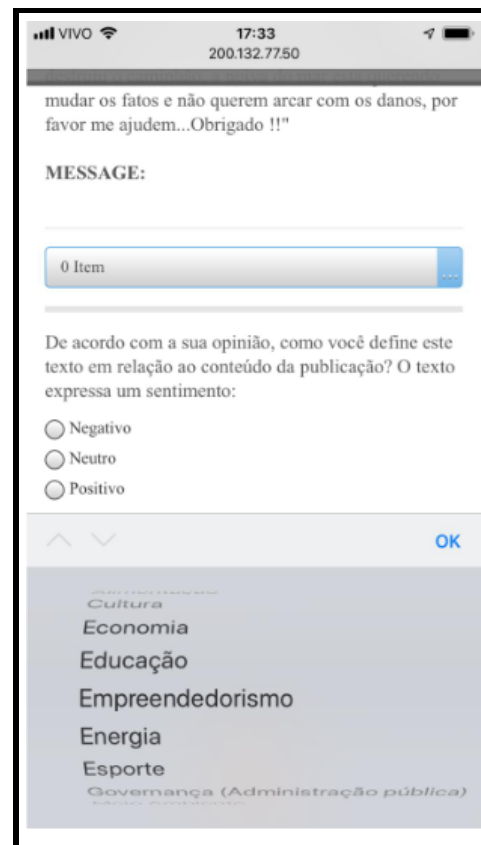 VIVO 17:33
200.132.77.50
mudar os fatos e não querem arcar com os danos, por
favor me ajudem...Obrigado !!"
MESSAGE:
0 Item ...
De acordo com a sua opinião, como você define este
texto em relação ao conteúdo da publicação? O texto
expressa um sentimento:
Negativo
Neutro
Positivo
OK
Alimentação
Cultura
Economia
Educação
Empreendedorismo
Energia
Esporte
Governança (Administração pública)
Meio Ambiente